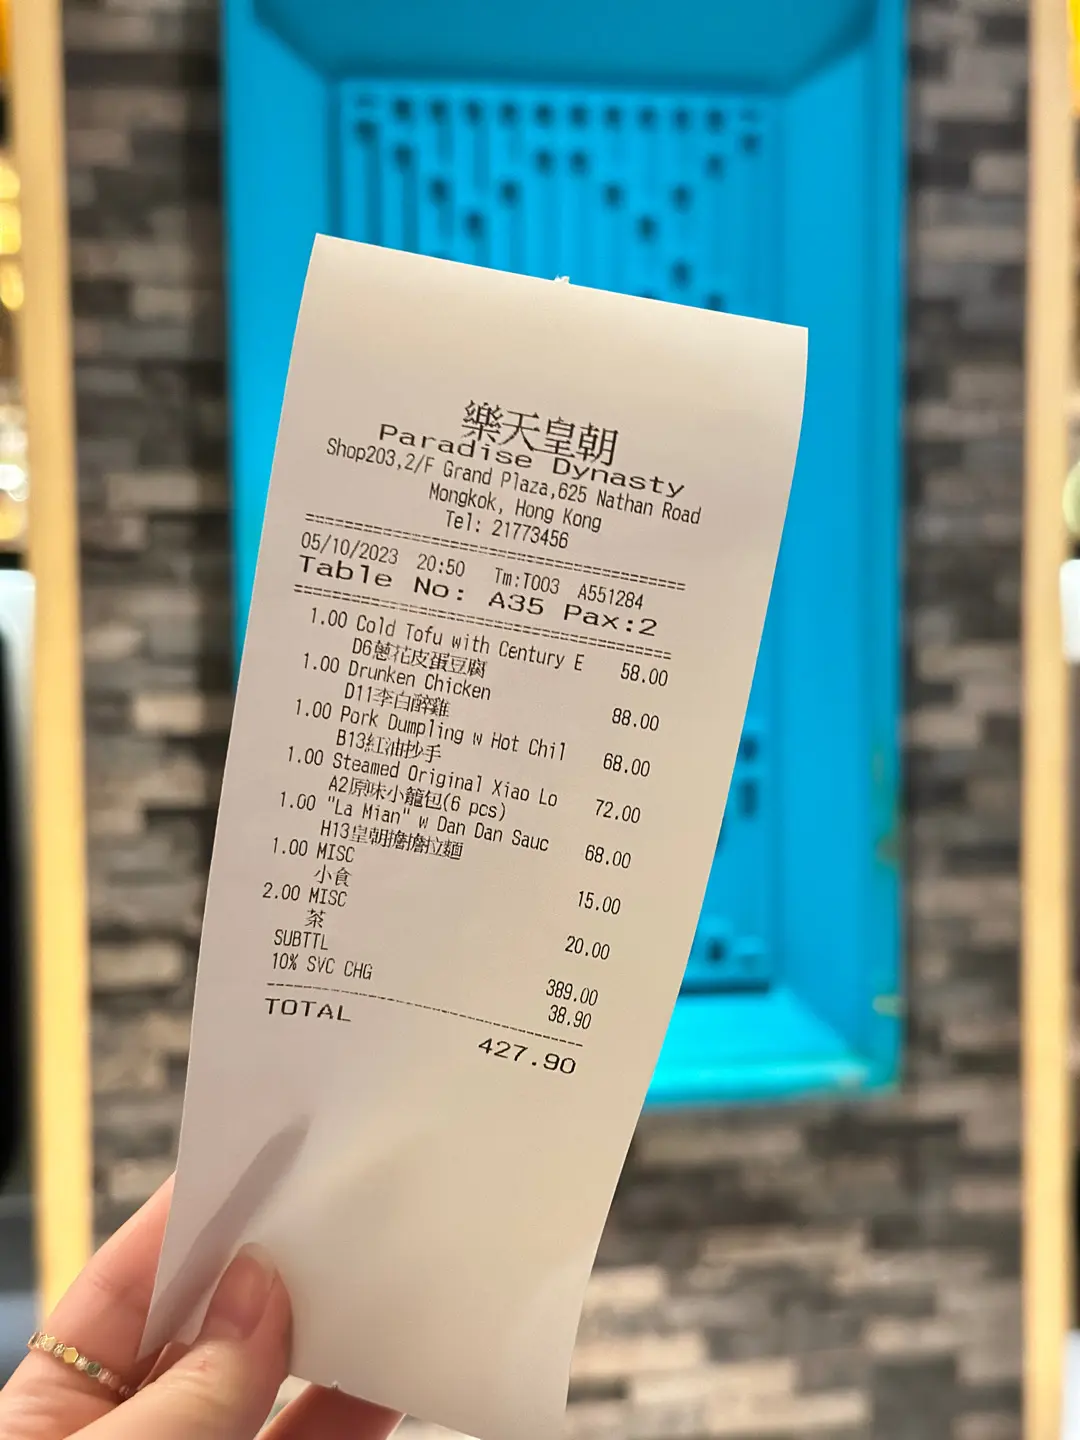 樂天皇朝
Paradise Dynasty
Shop203,2/F Grand Plaza,625 Nathan Road
Mongkok, Hong Kong
Tel: 21773456
05/10/2023 20:50 Tm:T003 A551284
Table No: A35 Pax:2
1.00 Cold Tofu with Century E 58.00
D6蔥花皮蛋豆腐
1.00 Drunken Chicken 88.00
D11李白醉雞
1.00 Pork Dumpling w Hot Chil 68.00
B13紅油抄手
1.00 Steamed Original Xiao Lo 72.00
A2原味小籠包(6 pcs)
1.00 "La Mian" w Dan Dan Sauc 68.00
H13皇朝擔擔拉麵
1.00 MISC 15.00
小食
2.00 MISC 20.00
茶
SUBTTL 389.00
10% SVC CHG 38.90
TOTAL 427.90